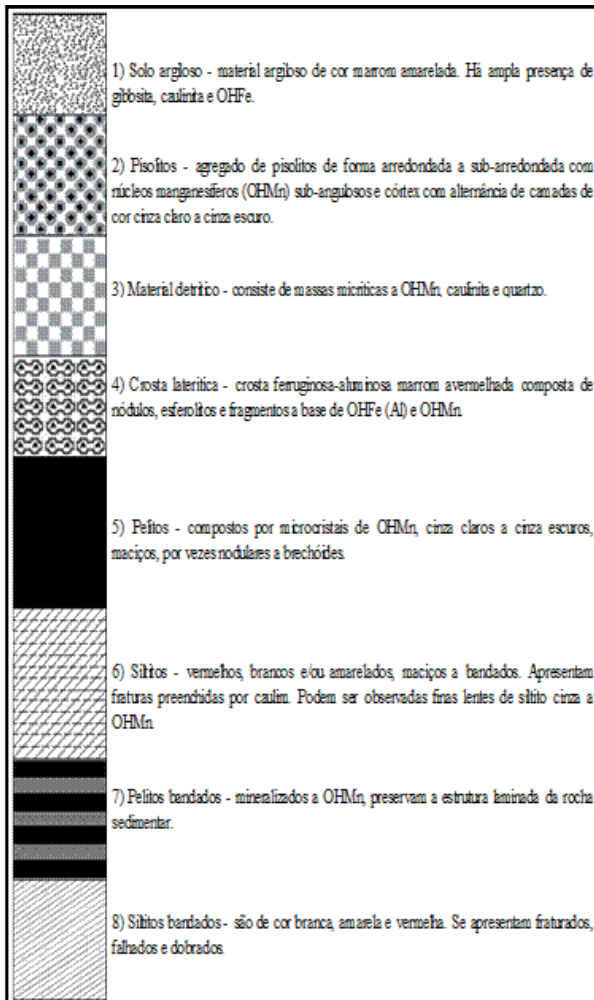 1) Solo argiloso - material argiloso de cor marrom amarelada. Há ampla presença de
gibbsita, caulinita e OHFe.
2) Pisolitos - agregado de pisolitos de forma arredondada a sub-arredondada com
núcleos manganesíferos (OHMn) sub-angulosos e córtex com alternância de camadas de
cor cinza claro a cinza escuro.
3) Material detrítico - consiste de massas micríticas a OHMn, caulinita e quartzo.
4) Crosta laterítica - crosta ferruginosa-aluminosa marrom avermelhada composta de
nódulos, esferolitos e fragmentos a base de OHFe (Al) e OHMn.
5) Pelitos - compostos por microcristais de OHMn, cinza claros a cinza escuros,
maciços, por vezes nodulares a brechóides.
6) Siltitos - vermelhos, brancos e/ou amarelados, maciços a bandados. Apresentam
fraturas preenchidas por caulim. Podem ser observadas finas lentes de siltito cinza a
OHMn.
7) Pelitos bandados - mineralizados a OHMn, preservam a estrutura laminada da rocha
sedimentar.
8) Siltitos bandados - são de cor branca, amarela e vermelha. Se apresentam fraturados,
falhados e dobrados.